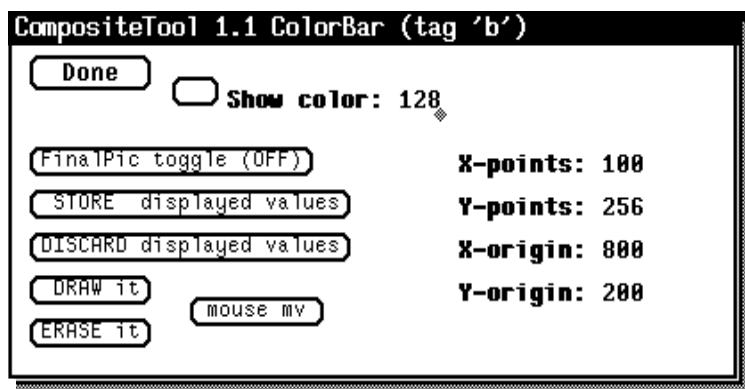 CompositeTool 1.1 ColorBar (tag 'b')
Done
Show color: 128
FinalPic toggle (OFF)
X-points: 100
STORE displayed values
Y-points: 256
DISCARD displayed values
X-origin: 800
DRAW it
Y-origin: 200
mouse mv
ERASE it